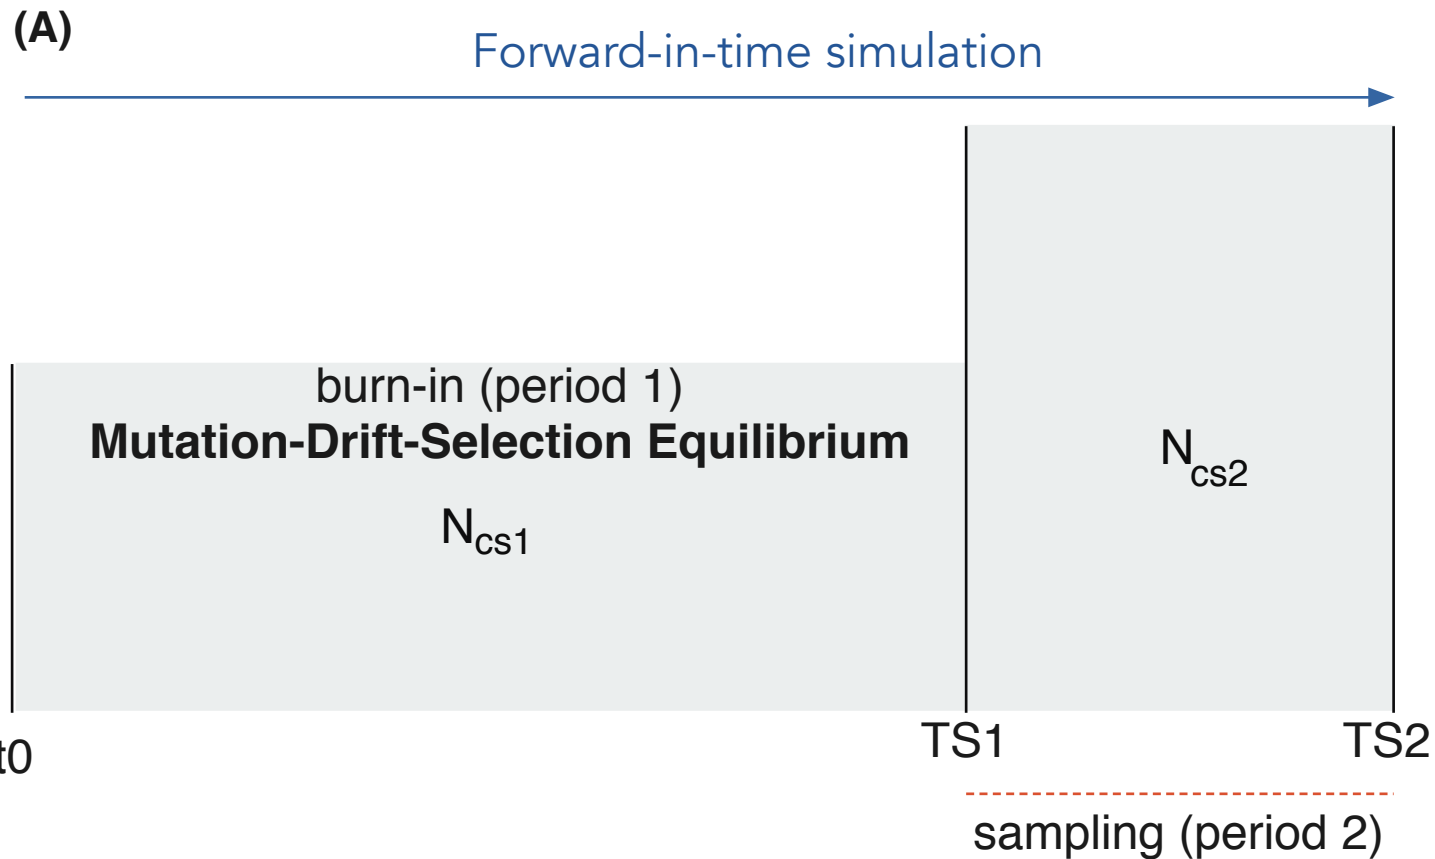 (A)
Forward-in-time simulation
burn-in (period 1)
Mutation-Drift-Selection Equilibrium
Ncs1
Ncs2
t0
TS1
TS2
sampling (period 2)